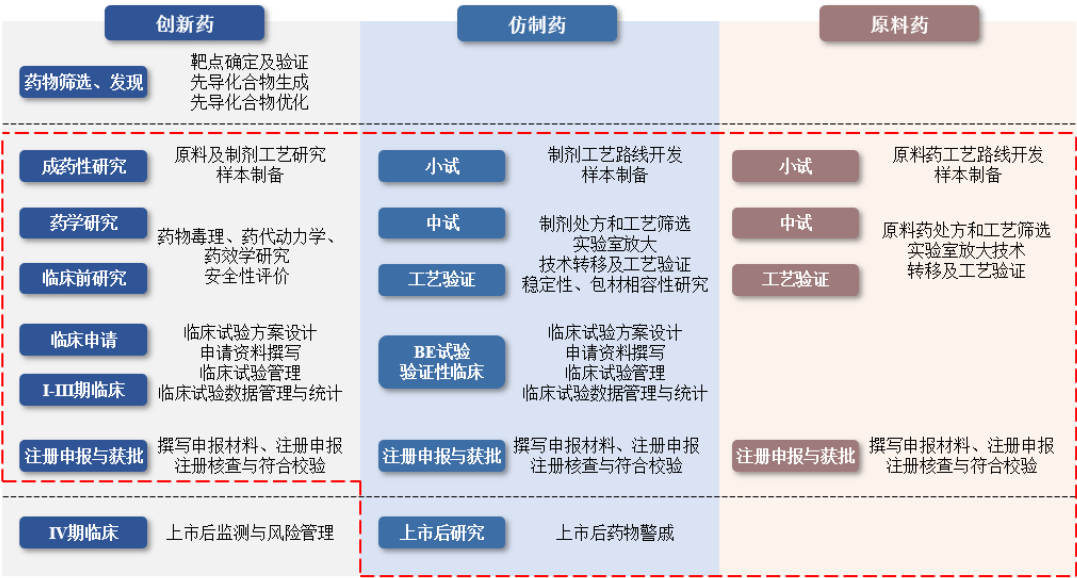 创新药
仿制药
原料药
药物筛选、发现
靶点确定及验证
先导化合物生成
先导化合物优化
成药性研究
原料及制剂工艺研究
样本制备
小试
制剂工艺路线开发
样本制备
小试
原料药工艺路线开发
样本制备
药学研究
临床前研究
药物毒理、药代动力学、
药效学研究
安全性评价
中试
工艺验证
制剂处方和工艺筛选
实验室放大
技术转移及工艺验证
稳定性、包材相容性研究
中试
工艺验证
原料药处方和工艺筛选
实验室放大技术
转移及工艺验证
临床申请
I-III期临床
临床试验方案设计
申请资料撰写
临床试验管理
临床试验数据管理与统计
BE试验
验证性临床
临床试验方案设计
申请资料撰写
临床试验管理
临床试验数据管理与统计
注册申报与获批
撰写申报材料、注册申报
注册核查与符合校验
注册申报与获批
撰写申报材料、注册申报
注册核查与符合校验
注册申报与获批
撰写申报材料、注册申报
注册核查与符合校验
IV期临床
上市后监测与风险管理
上市后研究
上市后药物警戒